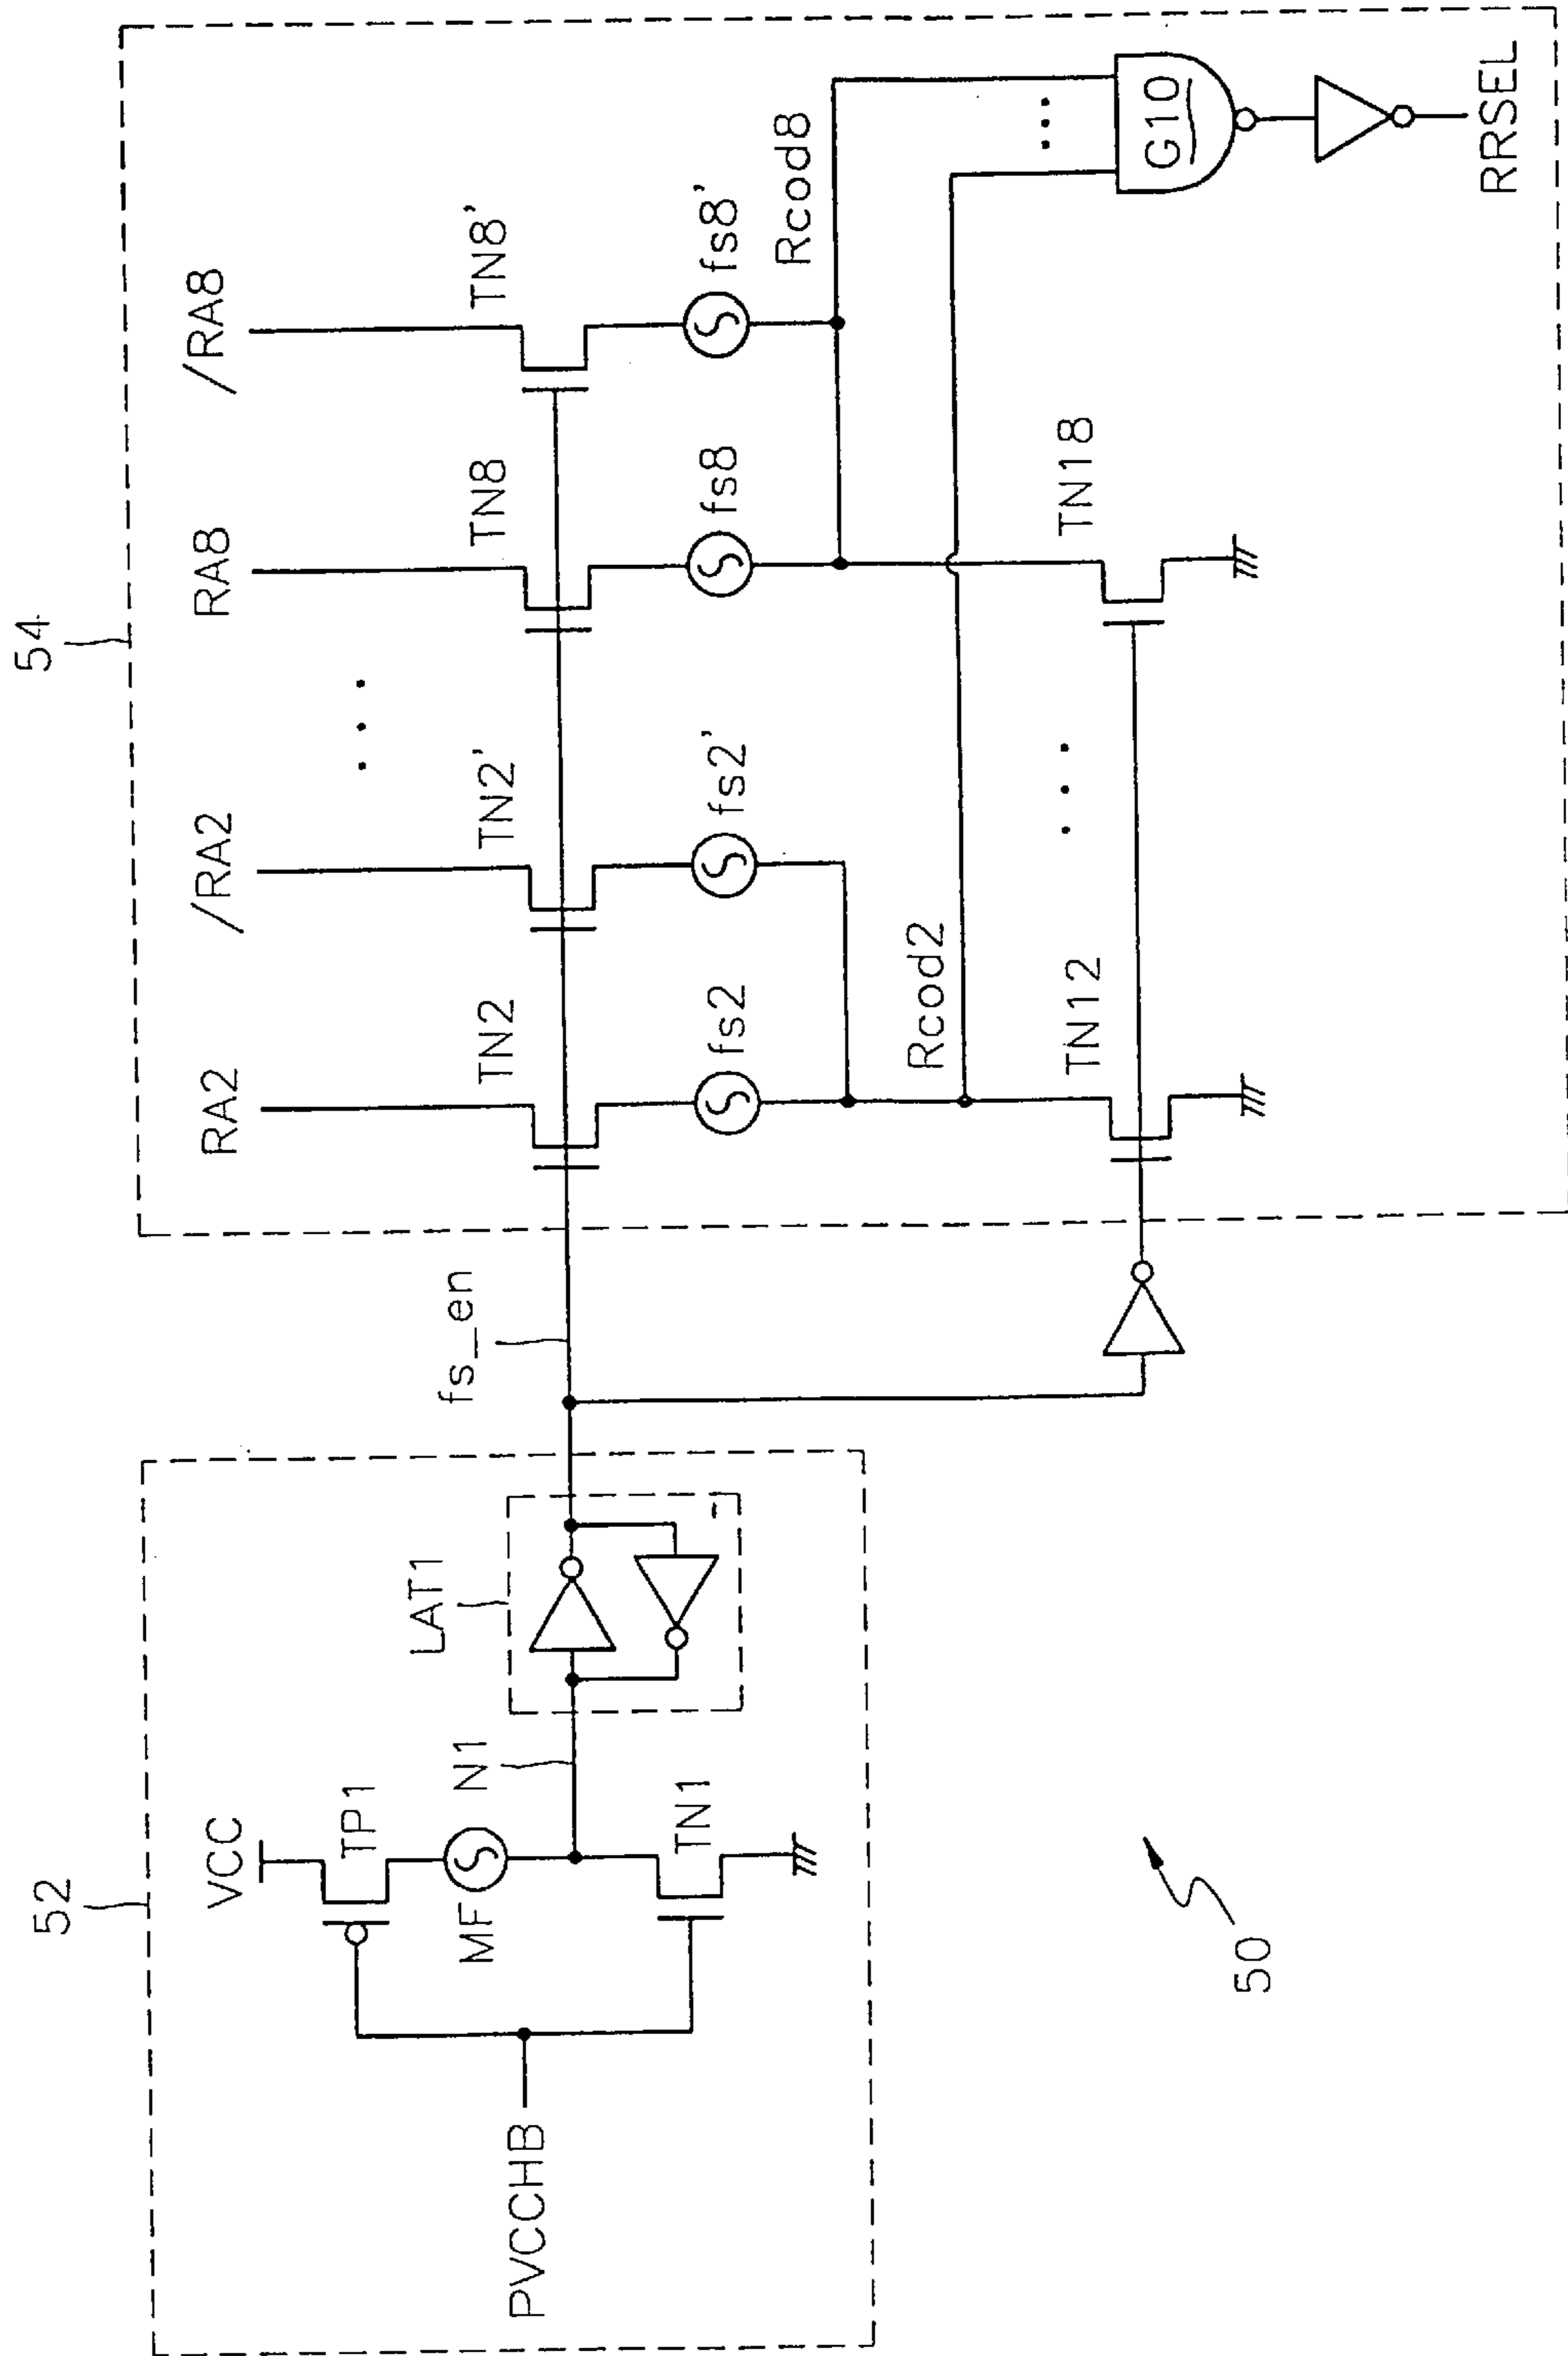 54
RA2
/RA2
RA8
/RA8
TN2
TN2'
TN8
TN8'
fs2
fs2'
fs8
fs8'
Rcod2
Rcod8
TN12
TN18
G10
RRSEL
fs_en
52
VCC
TP1
MF
N1
TN1
LAT1
PVCCHB
50